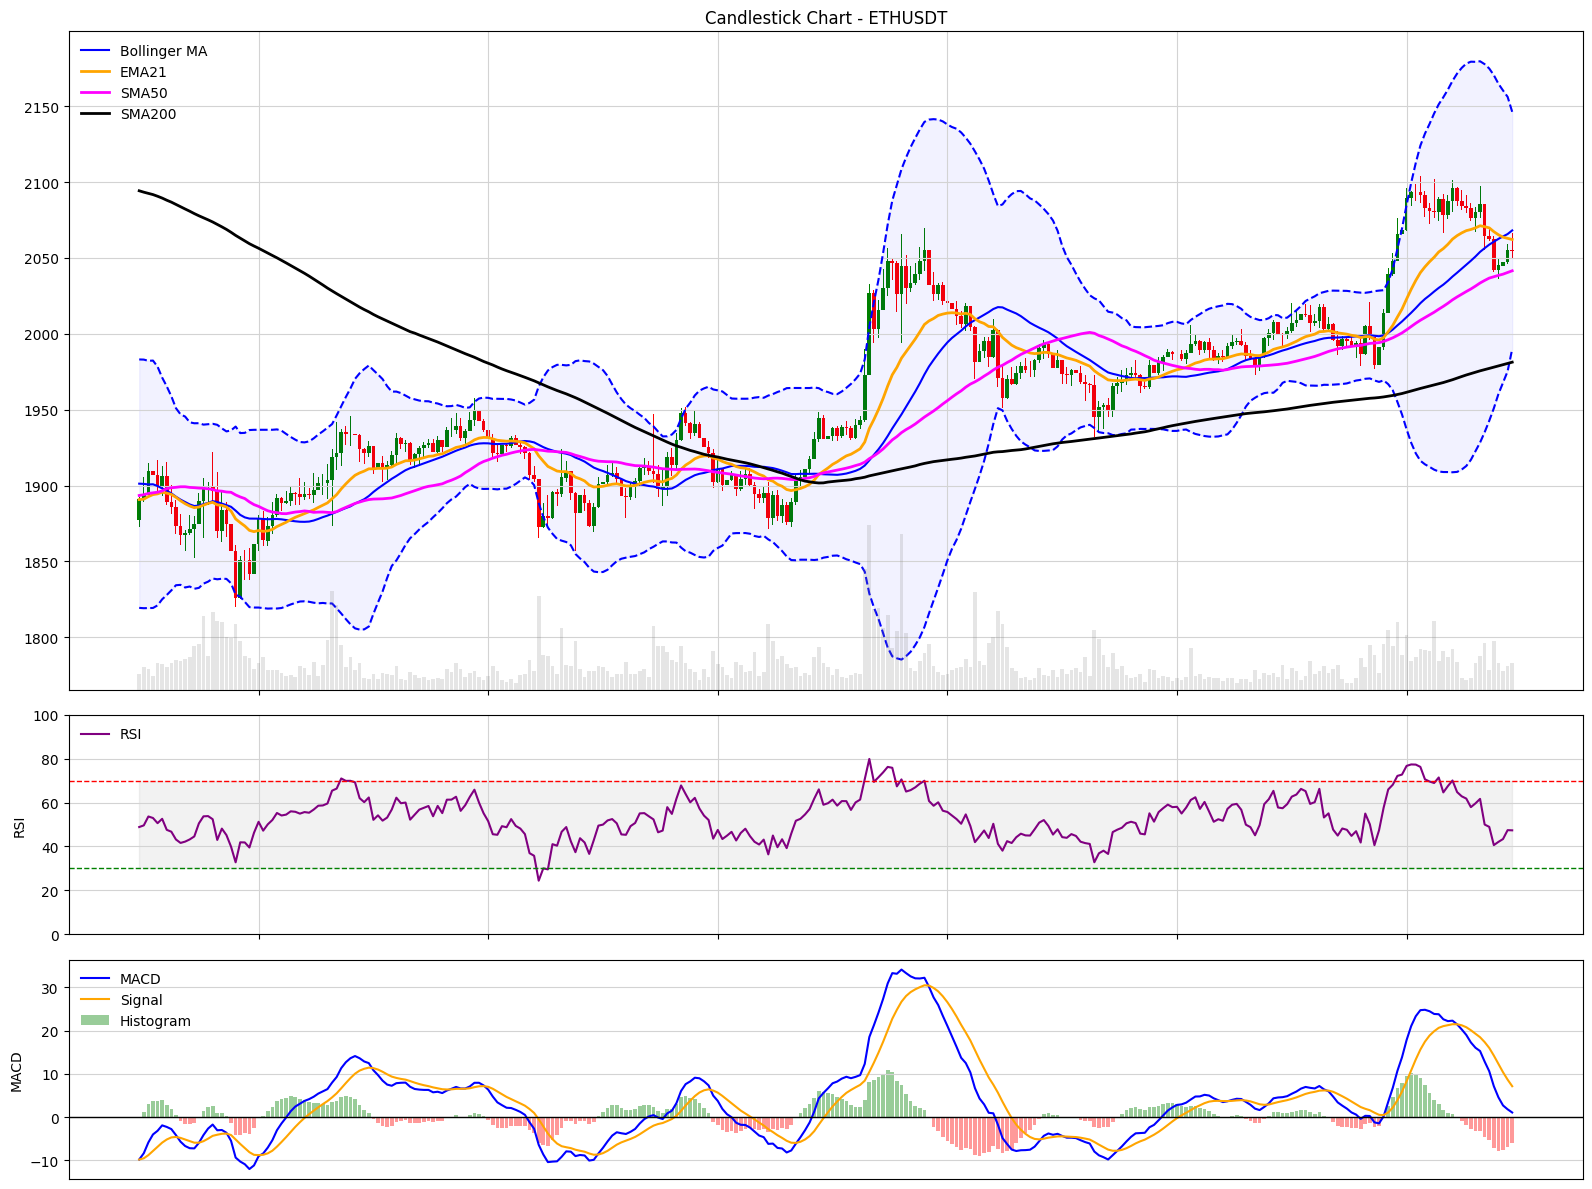 Candlestick Chart - ETHUSDT
Bollinger MA
EMA21
SMA50
SMA200
2150
2100
2050
2000
1950
1900
1850
1800
RSI
100
80
60
40
20
0
RSI
MACD
Signal
Histogram
30
20
10
0
−10
MACD